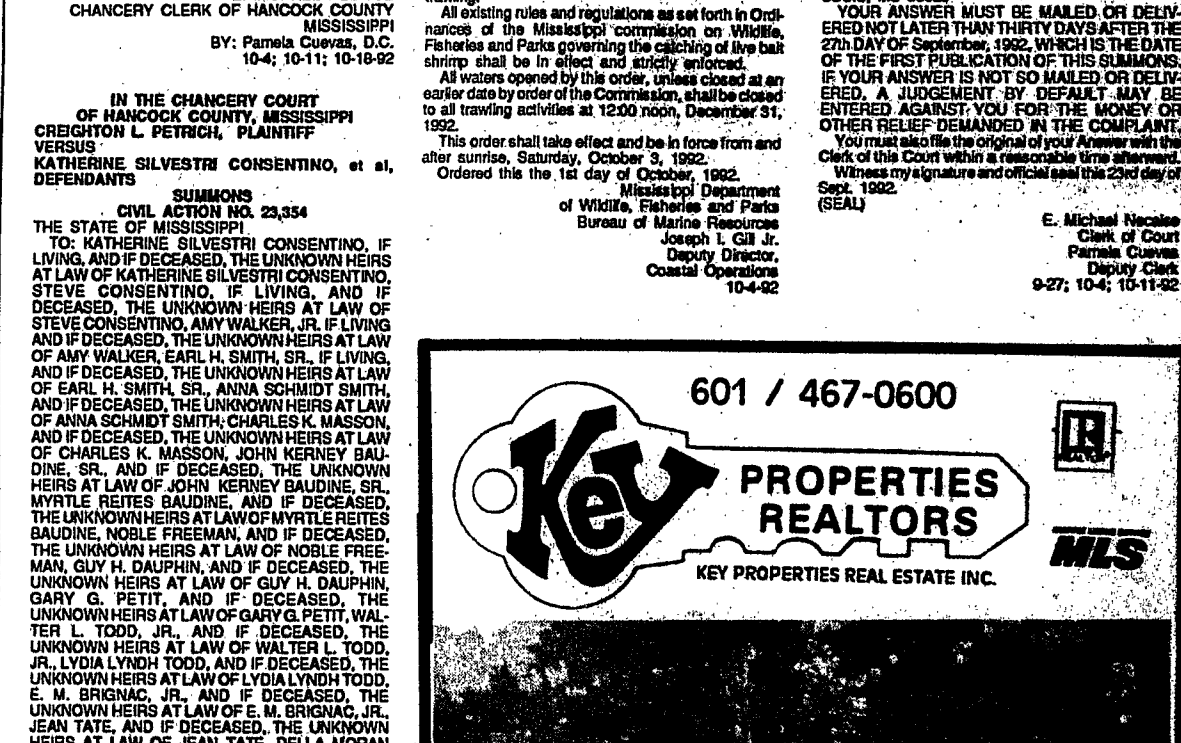 CHANCERY CLERK OF HANCOCK COUNTY
MISSISSIPPI
BY: Pamela Cuevas, D.C.
10-4; 10-11; 10-18-92
IN THE CHANCERY COURT
OF HANCOCK COUNTY, MISSISSIPPI
CREIGHTON L. PETRICH, PLAINTIFF
VERSUS
KATHERINE SILVESTRI CONSENTINO, et al,
DEFENDANTS
SUMMONS
CIVIL ACTION NO. 23,354
THE STATE OF MISSISSIPPI
TO: KATHERINE SILVESTRI CONSENTINO, IF
LIVING, AND IF DECEASED, THE UNKNOWN HEIRS
AT LAW OF KATHERINE SILVESTRI CONSENTINO,
STEVE CONSENTINO, IF LIVING, AND IF
DECEASED, THE UNKNOWN HEIRS AT LAW OF
STEVE CONSENTINO, AMY WALKER, JR. IF LIVING
AND IF DECEASED, THE UNKNOWN HEIRS AT LAW
OF AMY WALKER, EARL H. SMITH, SR., IF LIVING,
AND IF DECEASED, THE UNKNOWN HEIRS AT LAW
OF EARL H. SMITH, SR., ANNA SCHMIDT SMITH,
AND IF DECEASED, THE UNKNOWN HEIRS AT LAW
OF ANNA SCHMIDT SMITH, CHARLES K. MASSON,
AND IF DECEASED, THE UNKNOWN HEIRS AT LAW
OF CHARLES K. MASSON, JOHN KERNEY BAU-
DINE, SR., AND IF DECEASED, THE UNKNOWN
HEIRS AT LAW OF JOHN KERNEY BAUDINE, SR.,
MYRTLE REITES BAUDINE, AND IF DECEASED,
THE UNKNOWN HEIRS AT LAW OF MYRTLE REITES
BAUDINE, NOBLE FREEMAN, AND IF DECEASED,
THE UNKNOWN HEIRS AT LAW OF NOBLE FREE-
MAN, GUY H. DAUPHIN, AND IF DECEASED, THE
UNKNOWN HEIRS AT LAW OF GUY H. DAUPHIN,
GARY G. PETIT, AND IF DECEASED, THE
UNKNOWN HEIRS AT LAW OF GARY G. PETIT, WAL-
TER L. TODD, JR., AND IF DECEASED, THE
UNKNOWN HEIRS AT LAW OF WALTER L. TODD,
JR., LYDIA LYNDH TODD, AND IF DECEASED, THE
UNKNOWN HEIRS AT LAW OF LYDIA LYNDH TODD,
E. M. BRIGNAC, JR., AND IF DECEASED, THE
UNKNOWN HEIRS AT LAW OF E. M. BRIGNAC, JR.,
JEAN TATE, AND IF DECEASED, THE UNKNOWN
HEIRS AT LAW OF JEAN TATE, DELLA MORAN
All existing rules and regulations as set forth in Ordi-
nances of the Mississippi commission on Wildlife,
Fisheries and Parks governing the catching of live bait
shrimp shall be in effect and strictly enforced.
All waters opened by this order, unless closed at an
earlier date by order of the Commission, shall be closed
to all trawling activities at 12:00 noon, December 31,
1992.
This order shall take effect and be in force from and
after sunrise, Saturday, October 3, 1992.
Ordered this the 1st day of October, 1992.
Mississippi Department
of Wildlife, Fisheries and Parks
Bureau of Marine Resources
Joseph I. Gill Jr.
Deputy Director,
Coastal Operations
10-4-92
YOUR ANSWER MUST BE MAILED OR DELIV-
ERED NOT LATER THAN THIRTY DAYS AFTER THE
27th DAY OF September, 1992, WHICH IS THE DATE
OF THE FIRST PUBLICATION OF THIS SUMMONS.
IF YOUR ANSWER IS NOT SO MAILED OR DELIV-
ERED, A JUDGEMENT BY DEFAULT MAY BE
ENTERED AGAINST YOU FOR THE MONEY OR
OTHER RELIEF DEMANDED IN THE COMPLAINT.
You must also file the original of your Answer with the
Clerk of this Court within a reasonable time afterward.
Witness my signature and official seal this 23rd day of
Sept. 1992.
(SEAL)
E. Michael Necaise
Clerk of Court
Pamela Cuevas
Deputy Clerk
9-27; 10-4; 10-11-92
601 / 467-0600
Key
PROPERTIES
REALTORS
KEY PROPERTIES REAL ESTATE INC.
R
REALTOR
MLS